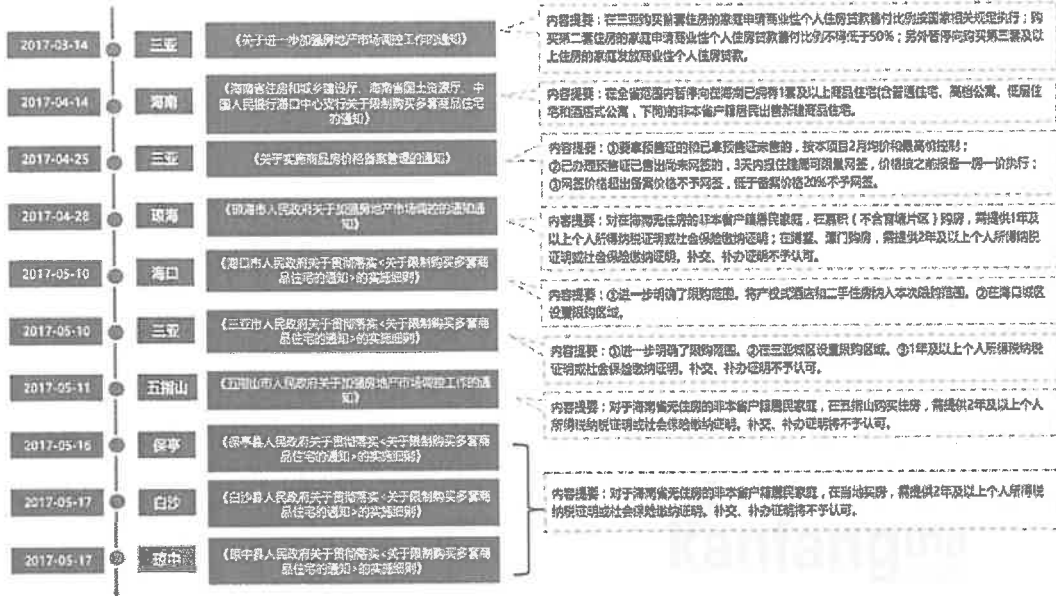 2017-03-14
三亚
《关于进一步加强房地产市场调控工作的通知》
内容提要：在三亚购买首套住房的家庭申请商业性个人住房贷款首付比例按国家相关规定执行；购
买第二套住房的家庭申请商业性个人住房贷款首付比例不得低于50%；另外暂停向购买第三套及以
上住房的家庭发放商业性个人住房贷款。
2017-04-14
海南
《海南省住房和城乡建设厅、海南省国土资源厅、中
国人民银行海口中心支行关于限制购买多套商品住宅
的通知》
内容提要：在全省范围内暂停向在海南已拥有1套及以上商品住宅(含普通住宅、高档公寓、低层住
宅和酒店式公寓，下同)的非本省户籍居民出售新建商品住宅。
2017-04-25
三亚
《关于实施商品房价格备案管理的通知》
内容提要：①要拿预售证的和已拿预售证未售的，按本项目2月均价和最高价控制；
②已办理预售证已售出尚未网签的，3天内报住建局可限量网签，价格按之前报备一房一价执行；
③网签价格超出备案价格不予网签，低于备案价格20%不予网签。
2017-04-28
琼海
《琼海市人民政府关于加强房地产市场调控的通知通
知》
内容提要：对在海南无住房的非本省户籍居民家庭，在嘉积（不含官塘片区）购房，需提供1年及
以上个人所得纳税证明或社会保险缴纳证明；在博鳌、潭门购房，需提供2年及以上个人所得纳税
证明或社会保险缴纳证明。补交、补办证明不予认可。
2017-05-10
海口
《海口市人民政府关于贯彻落实<关于限制购买多套商
品住宅的通知>的实施细则》
内容提要：①进一步明确了限购范围。将产权式酒店和二手住房纳入本次限购范围。②在海口城区
设置限购区域。
2017-05-10
三亚
《三亚市人民政府关于贯彻落实<关于限制购买多套商
品住宅的通知>的实施细则》
内容提要：①进一步明确了限购范围。②在三亚城区设置限购区域。③1年及以上个人所得税纳税
证明或社会保险缴纳证明。补交、补办证明不予认可。
2017-05-11
五指山
《五指山市人民政府关于加强房地产市场调控工作的通
知》
内容提要：对于海南省无住房的非本省户籍居民家庭，在五指山购买住房，需提供2年及以上个人
所得税纳税证明或社会保险缴纳证明。补交、补办证明将不予认可。
2017-05-16
保亭
《保亭县人民政府关于贯彻落实<关于限制购买多套商
品住宅的通知>的实施细则》
2017-05-17
白沙
《白沙县人民政府关于贯彻落实<关于限制购买多套商
品住宅的通知>的实施细则》
内容提要：对于海南省无住房的非本省户籍居民家庭，在当地买房，需提供2年及以上个人所得税
纳税证明或社会保险缴纳证明。补交、补办证明将不予认可。
2017-05-17
琼中
《琼中县人民政府关于贯彻落实<关于限制购买多套商
品住宅的通知>的实施细则》